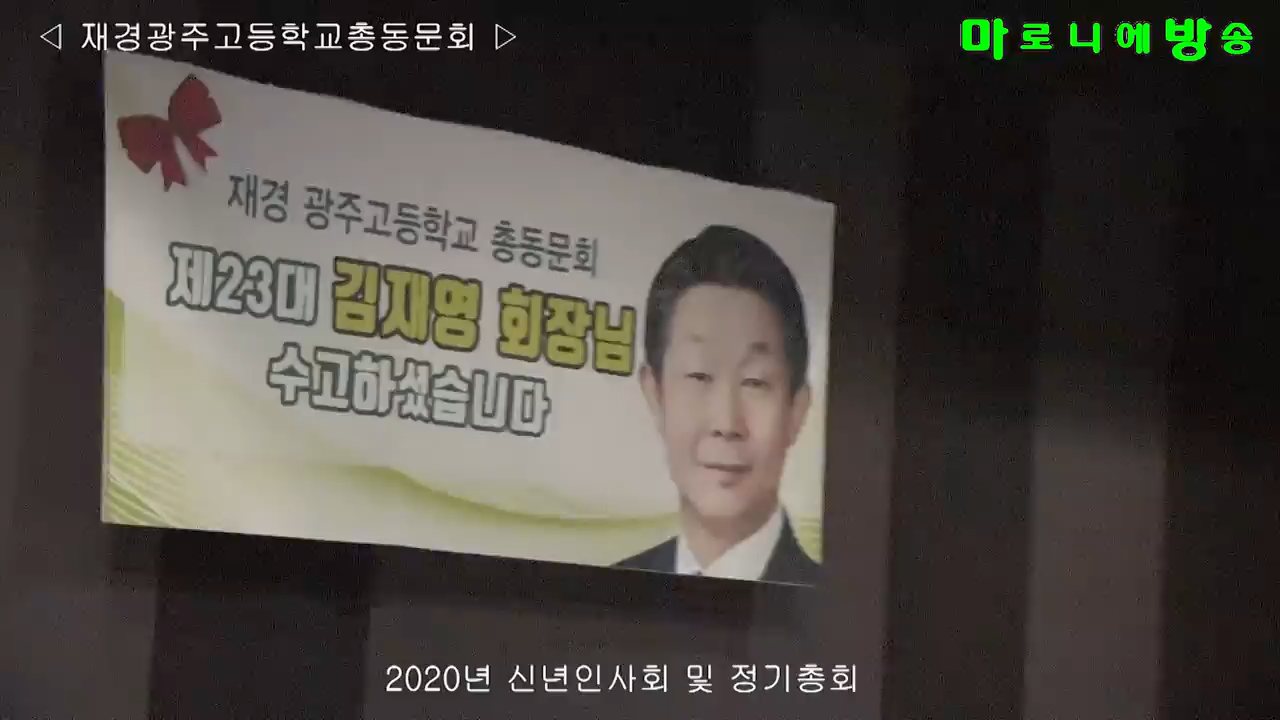 ◁ 재경광주고등학교총동문회 ▷
마로니에방송
재경 광주고등학교 총동문회
제23대 김재영 회장님
수고하셨습니다
2020년 신년인사회 및 정기총회